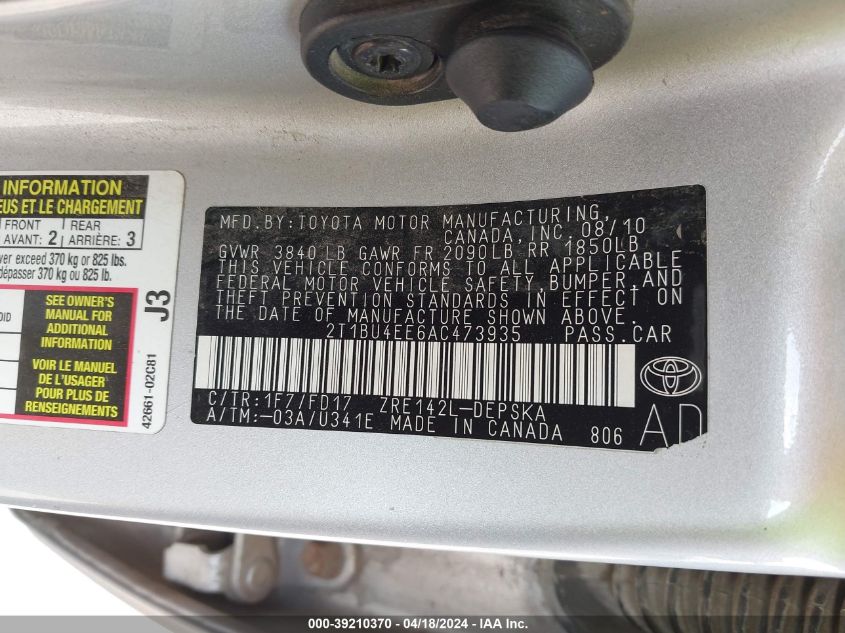 INFORMATION
EUS ET LE CHARGEMENT
FRONT
AVANT: 2
REAR
ARRIÈRE: 3
ver exceed 370 kg or 825 lbs.
dépasser 370 kg ou 825 lb.
SEE OWNER'S
MANUAL FOR
ADDITIONAL
INFORMATION
VOIR LE MANUEL
DE L'USAGER
POUR PLUS DE
RENSEIGNEMENTS
J3
42661-02C81
MFD.BY:TOYOTA MOTOR MANUFACTURING,
CANADA,INC.08/10
GVWR 3840 LB GAWR FR 2090LB RR 1850LB
THIS VEHICLE CONFORMS TO ALL APPLICABLE
FEDERAL MOTOR VEHICLE SAFETY,BUMPER,AND
THEFT PREVENTION STANDARDS IN EFFECT ON
THE DATE OF MANUFACTURE SHOWN ABOVE.
2T1BU4EE6AC473935 PASS.CAR
C/TR:1F7/FD17 ZRE142L-DEPSKA
A/TM:-03A/U341E MADE IN CANADA 806
AD
000-39210370 - 04/18/2024 - IAA Inc.